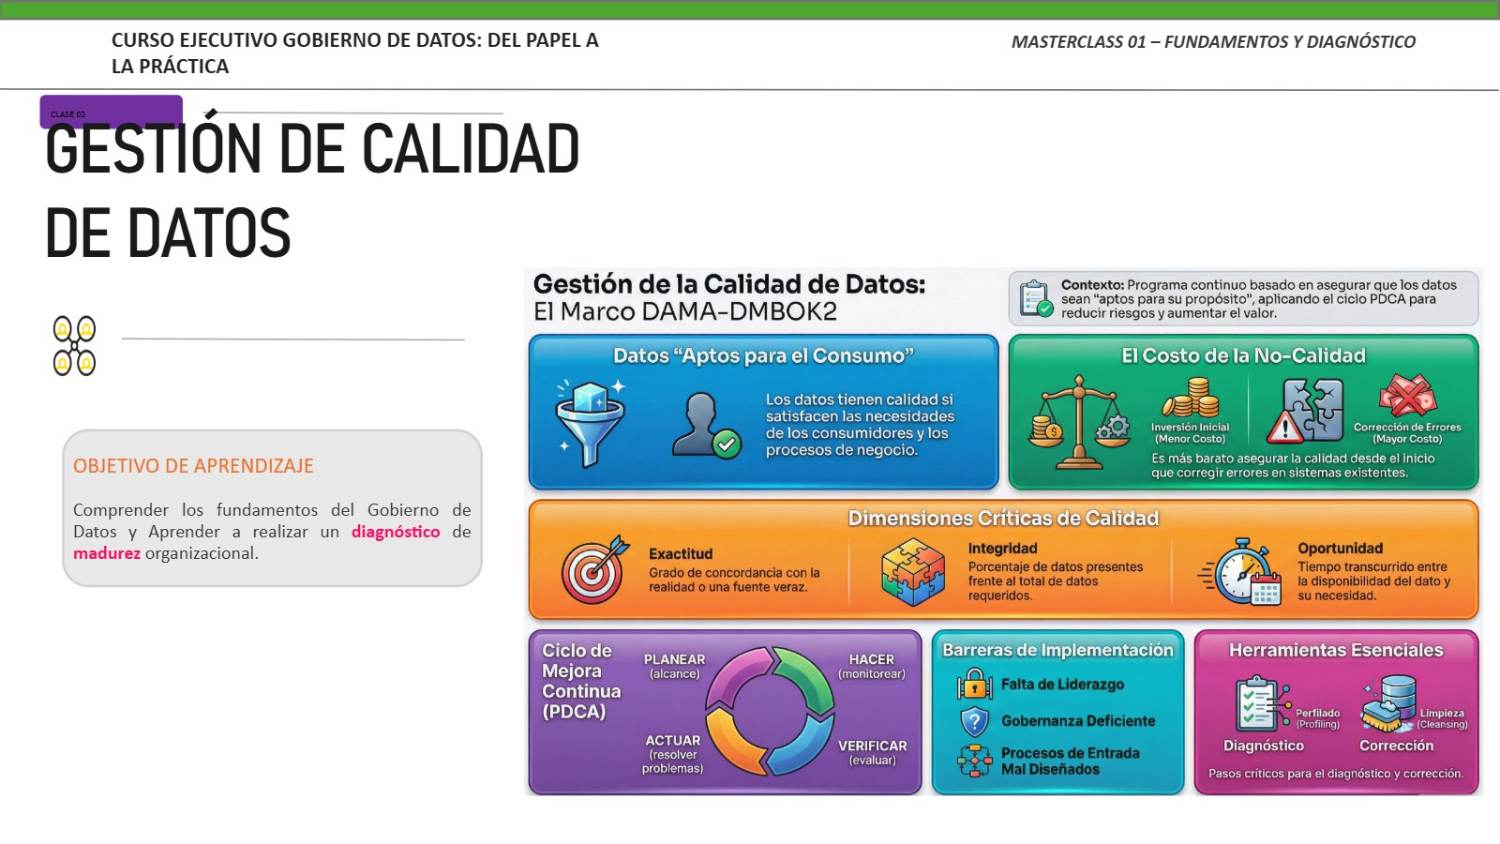 CURSO EJECUTIVO GOBIERNO DE DATOS: DEL PAPEL A
LA PRÁCTICA
MASTERCLASS 01 – FUNDAMENTOS Y DIAGNÓSTICO
CLASE 02
GESTIÓN DE CALIDAD
DE DATOS
OBJETIVO DE APRENDIZAJE
Comprender los fundamentos del Gobierno de
Datos y Aprender a realizar un diagnóstico de
madurez organizacional.
Gestión de la Calidad de Datos:
El Marco DAMA-DMBOK2
Contexto: Programa continuo basado en asegurar que los datos
sean “aptos para su propósito”, aplicando el ciclo PDCA para
reducir riesgos y aumentar el valor.
Datos “Aptos para el Consumo”
Los datos tienen calidad si
satisfacen las necesidades
de los consumidores y los
procesos de negocio.
El Costo de la No-Calidad
Inversión Inicial
(Menor Costo)
Corrección de Errores
(Mayor Costo)
Es más barato asegurar la calidad desde el inicio
que corregir errores en sistemas existentes.
Dimensiones Críticas de Calidad
Exactitud
Grado de concordancia con la
realidad o una fuente veraz.
Integridad
Porcentaje de datos presentes
frente al total de datos
requeridos.
Oportunidad
Tiempo transcurrido entre
la disponibilidad del dato y
su necesidad.
Ciclo de
Mejora
Continua
(PDCA)
PLANEAR
(alcance)
HACER
(monitorear)
ACTUAR
(resolver
problemas)
VERIFICAR
(evaluar)
Barreras de Implementación
Falta de Liderazgo
Gobernanza Deficiente
Procesos de Entrada
Mal Diseñados
Herramientas Esenciales
Perfilado
(Profiling)
Diagnóstico
Limpieza
(Cleansing)
Corrección
Pasos críticos para el diagnóstico y corrección.